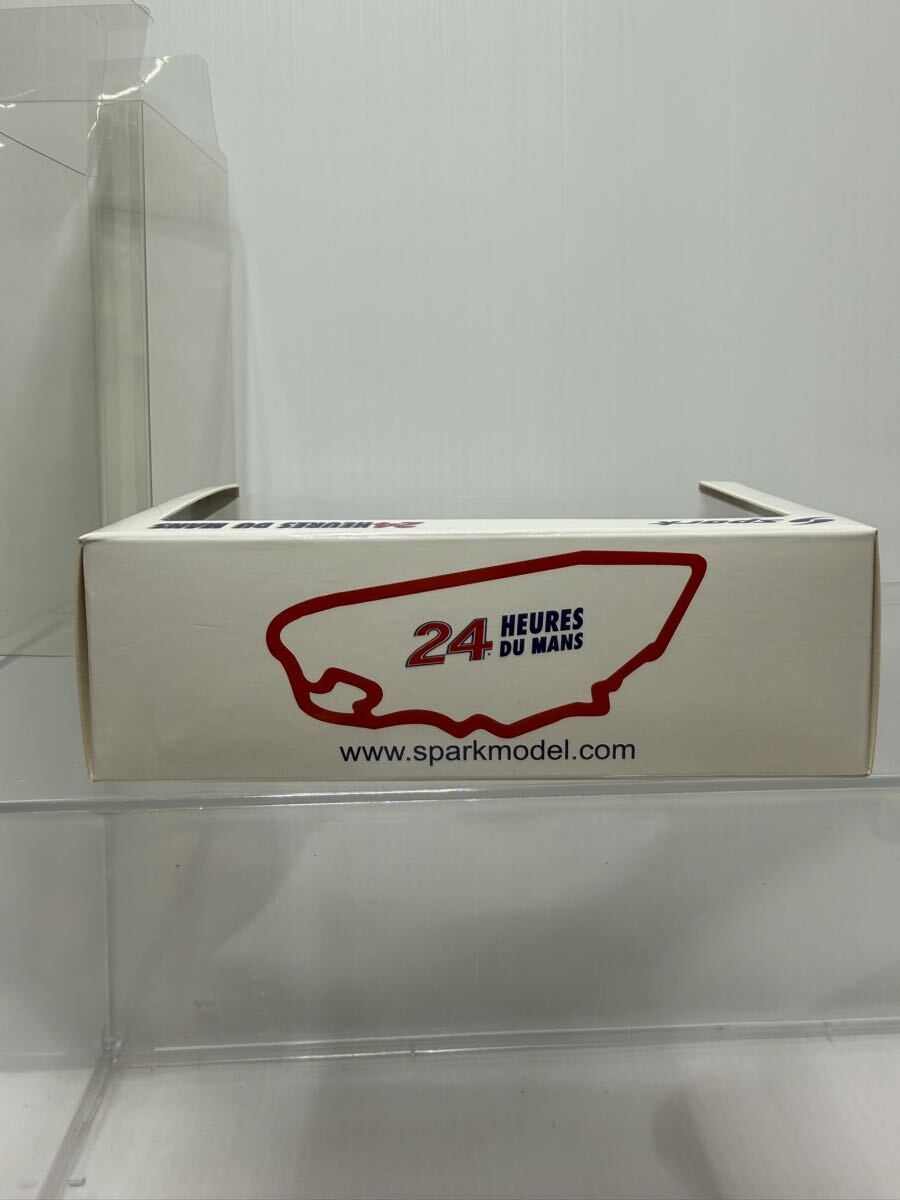 24 HEURES DU MANS
spark
24 HEURES
DU MANS
www.sparkmodel.com